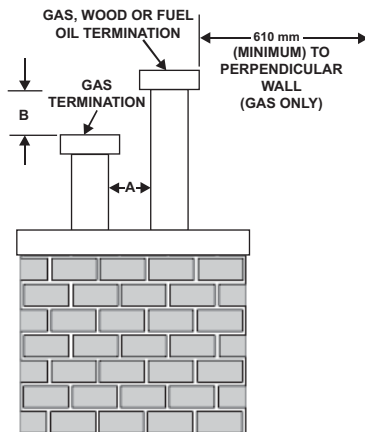 GAS, WOOD OR FUEL
OIL TERMINATION
610 mm
(MINIMUM) TO
PERPENDICULAR
WALL
(GAS ONLY)
GAS
TERMINATION
B
A